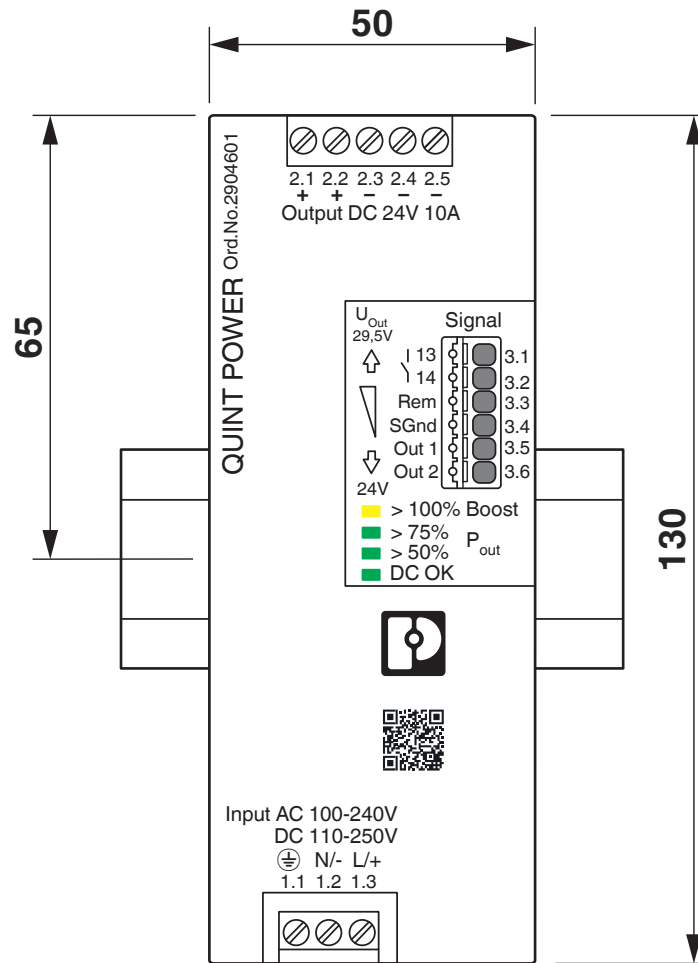 50
65
130
QUINT POWER Ord.No.2904601
2.1 2.2 2.3 2.4 2.5
+ + − − −
Output DC 24V 10A
UOut
29,5V
24V
Signal
13 3.1
14 3.2
Rem 3.3
SGnd 3.4
Out 1 3.5
Out 2 3.6
> 100% Boost
> 75%
> 50%
Pout
DC OK
Input AC 100-240V
DC 110-250V
N/- L/+
1.1 1.2 1.3